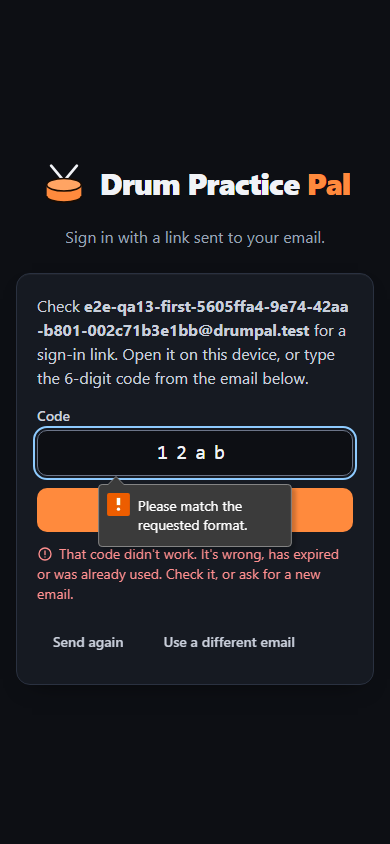 Drum Practice Pal
Sign in with a link sent to your email.
Check e2e-qa13-first-5605ffa4-9e74-42aa
-b801-002c71b3e1bb@drumpal.test for a
sign-in link. Open it on this device, or type
the 6-digit code from the email below.
Code
12ab
Please match the
requested format.
That code didn't work. It's wrong, has expired
or was already used. Check it, or ask for a new
email.
Send again Use a different email